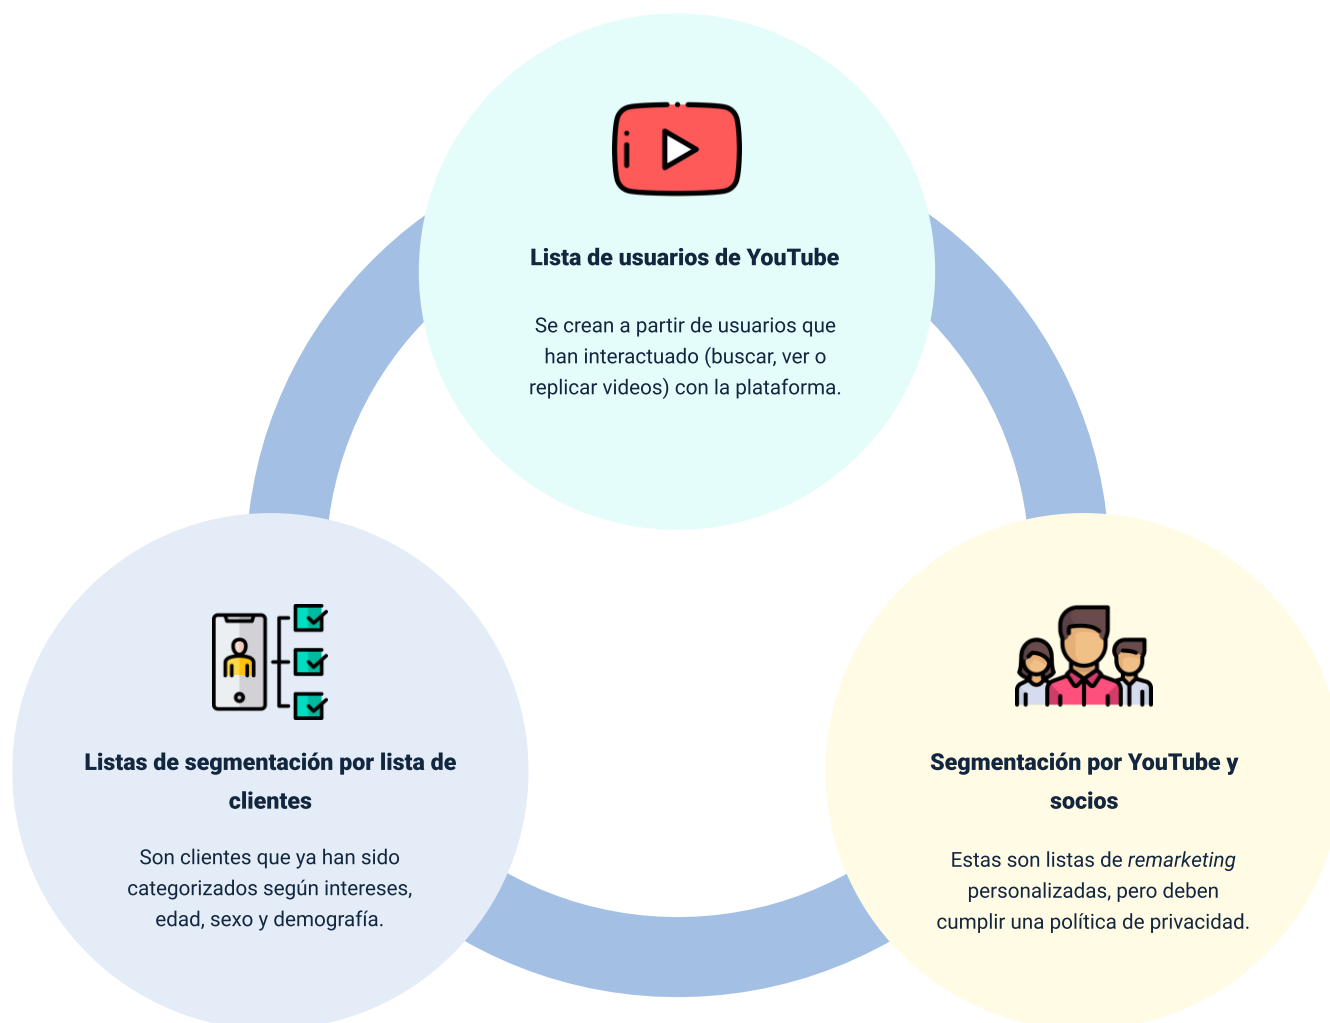 Lista de usuarios de YouTube
Se crean a partir de usuarios que
han interactuado (buscar, ver o
replicar videos) con la plataforma.
Listas de segmentación por lista de
clientes
Son clientes que ya han sido
categorizados según intereses,
edad, sexo y demografía.
Segmentación por YouTube y
socios
Estas son listas de remarketing
personalizadas, pero deben
cumplir una política de privacidad.